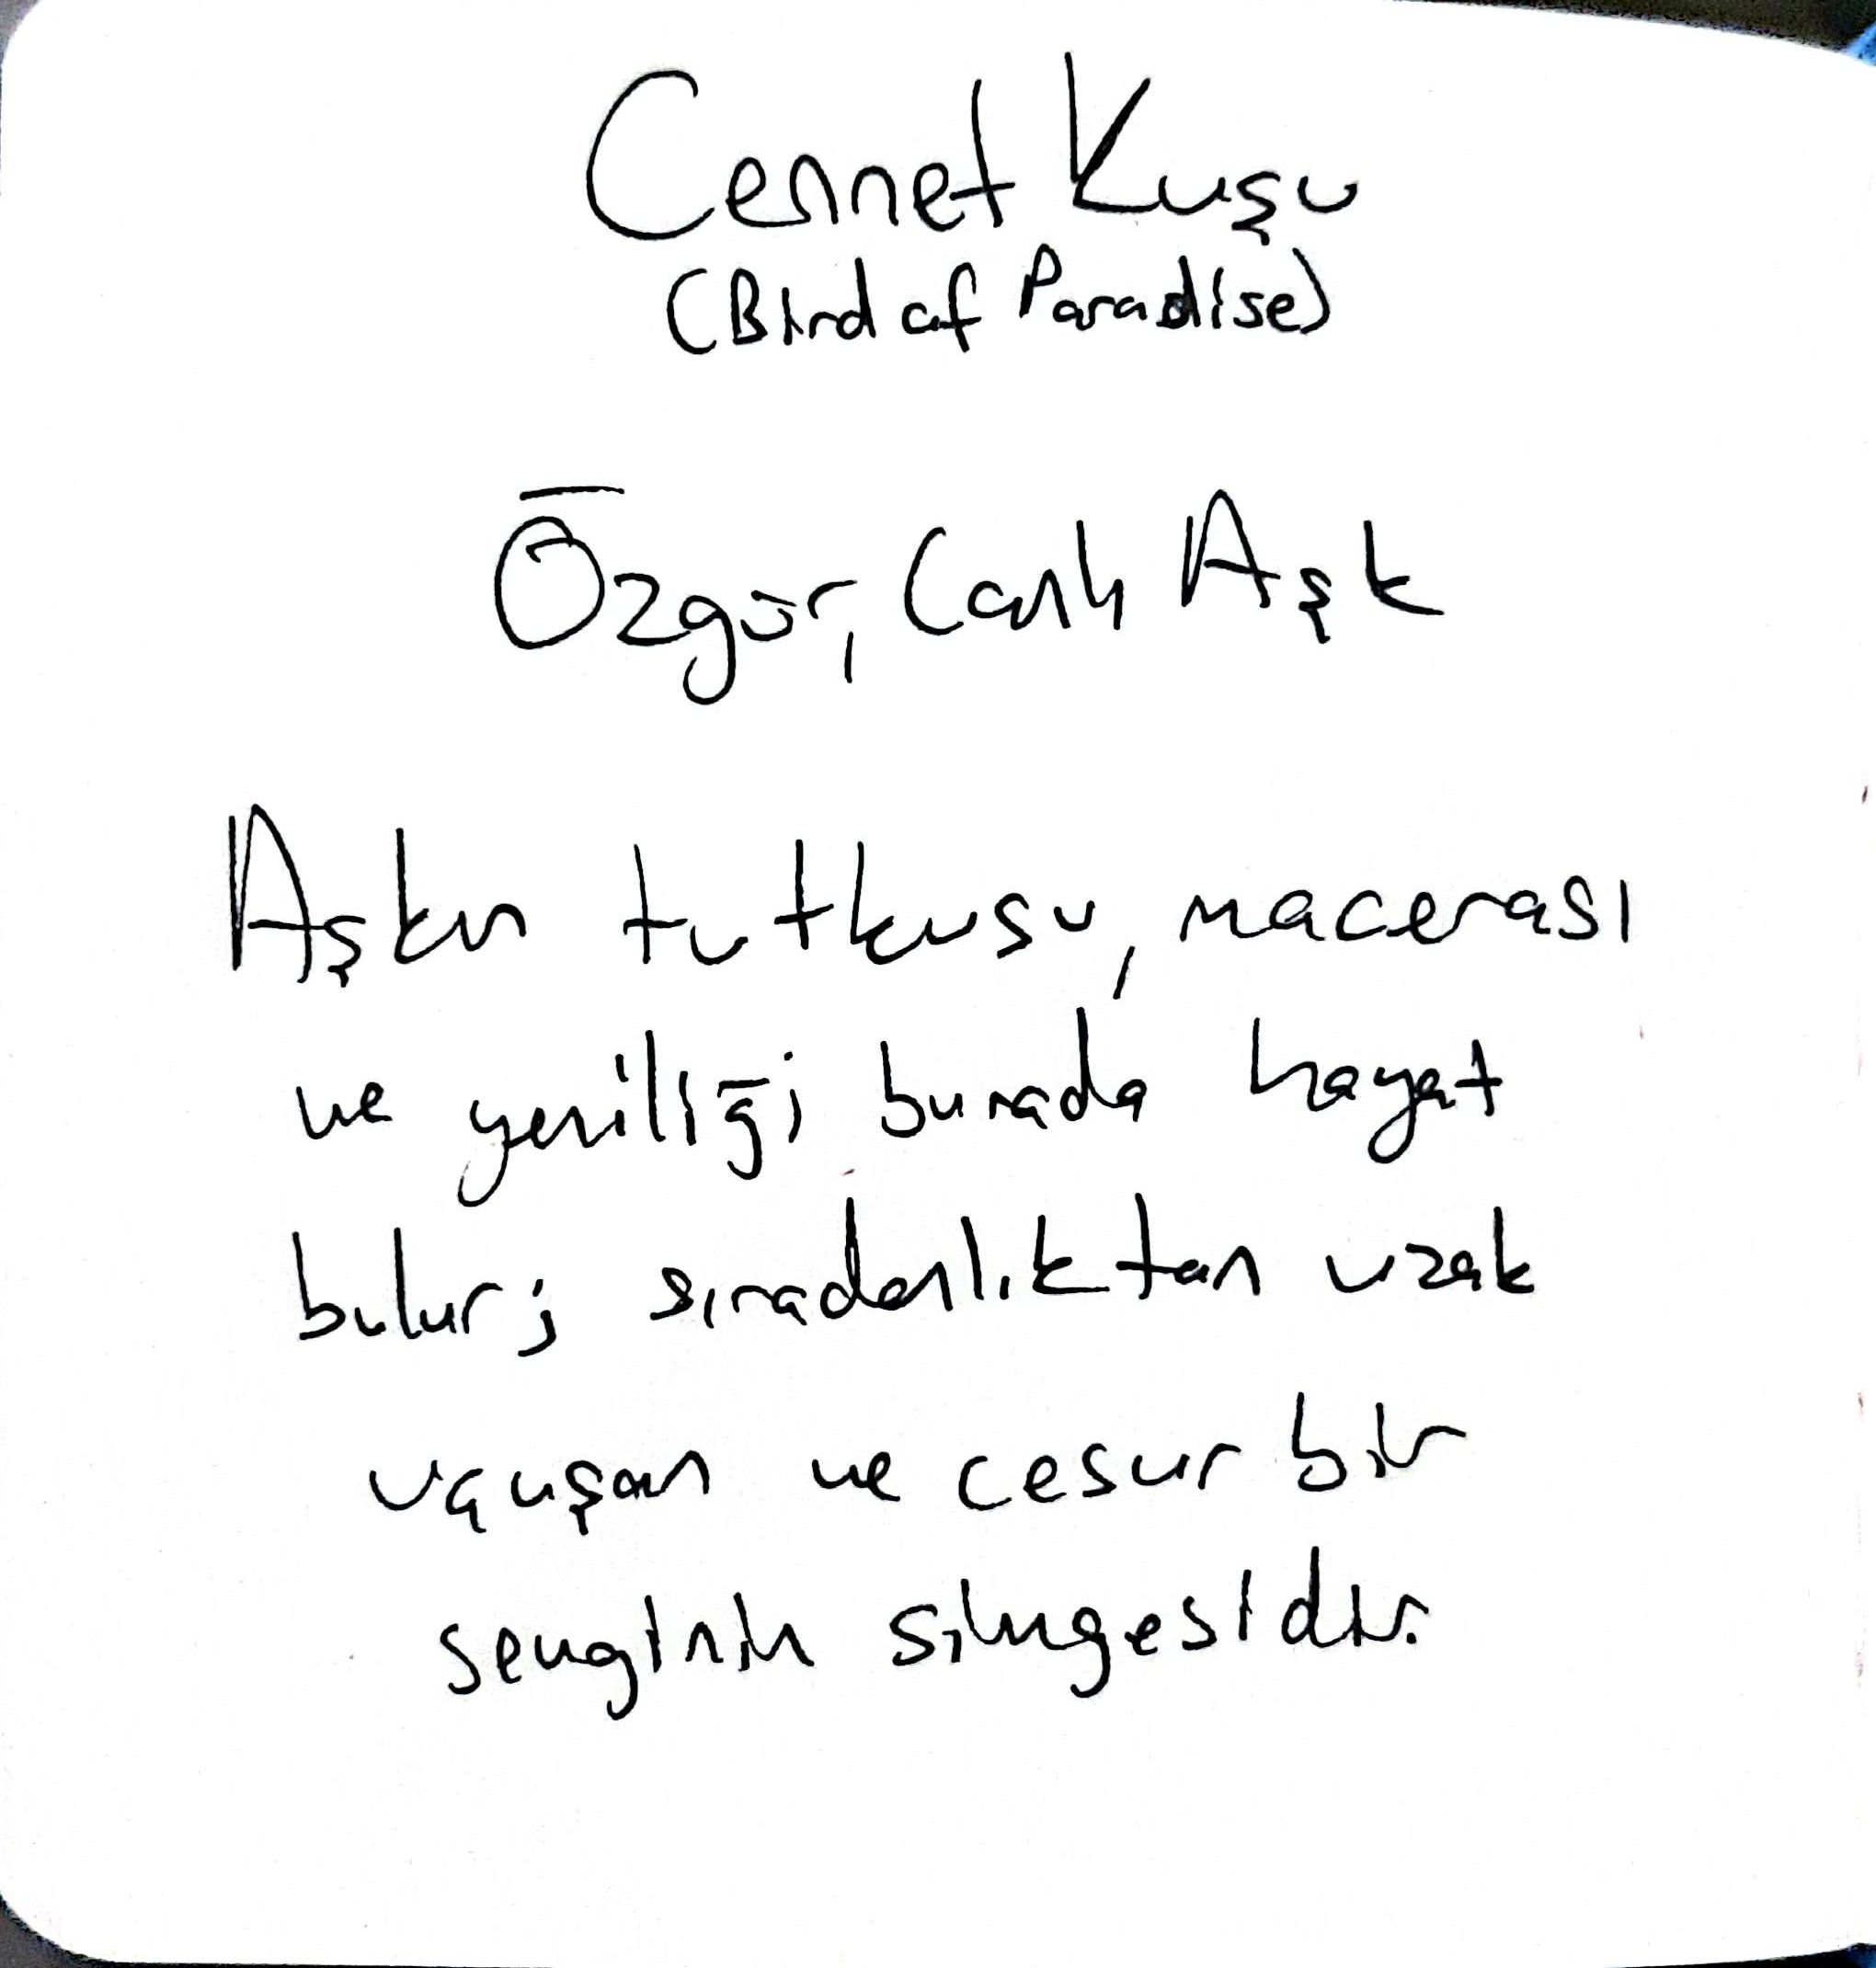 Cennet Kuşu
(Bird of Paradise)
Özgür, Canlı Aşk
Aşkın tutkusu, macerası
ve yeniliği burada hayat
bulur; sıradanlıktan uzak
uçuşan ve cesur bir
sevginin simgesidir.